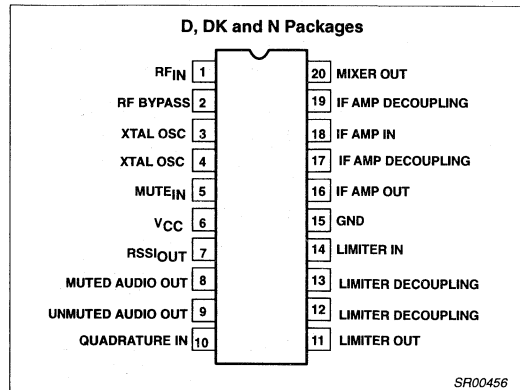 D, DK and N Packages
RFIN 1
RF BYPASS 2
XTAL OSC 3
XTAL OSC 4
MUTEIN 5
VCC 6
RSSIOUT 7
MUTED AUDIO OUT 8
UNMUTED AUDIO OUT 9
QUADRATURE IN 10
20 MIXER OUT
19 IF AMP DECOUPLING
18 IF AMP IN
17 IF AMP DECOUPLING
16 IF AMP OUT
15 GND
14 LIMITER IN
13 LIMITER DECOUPLING
12 LIMITER DECOUPLING
11 LIMITER OUT
SR00456